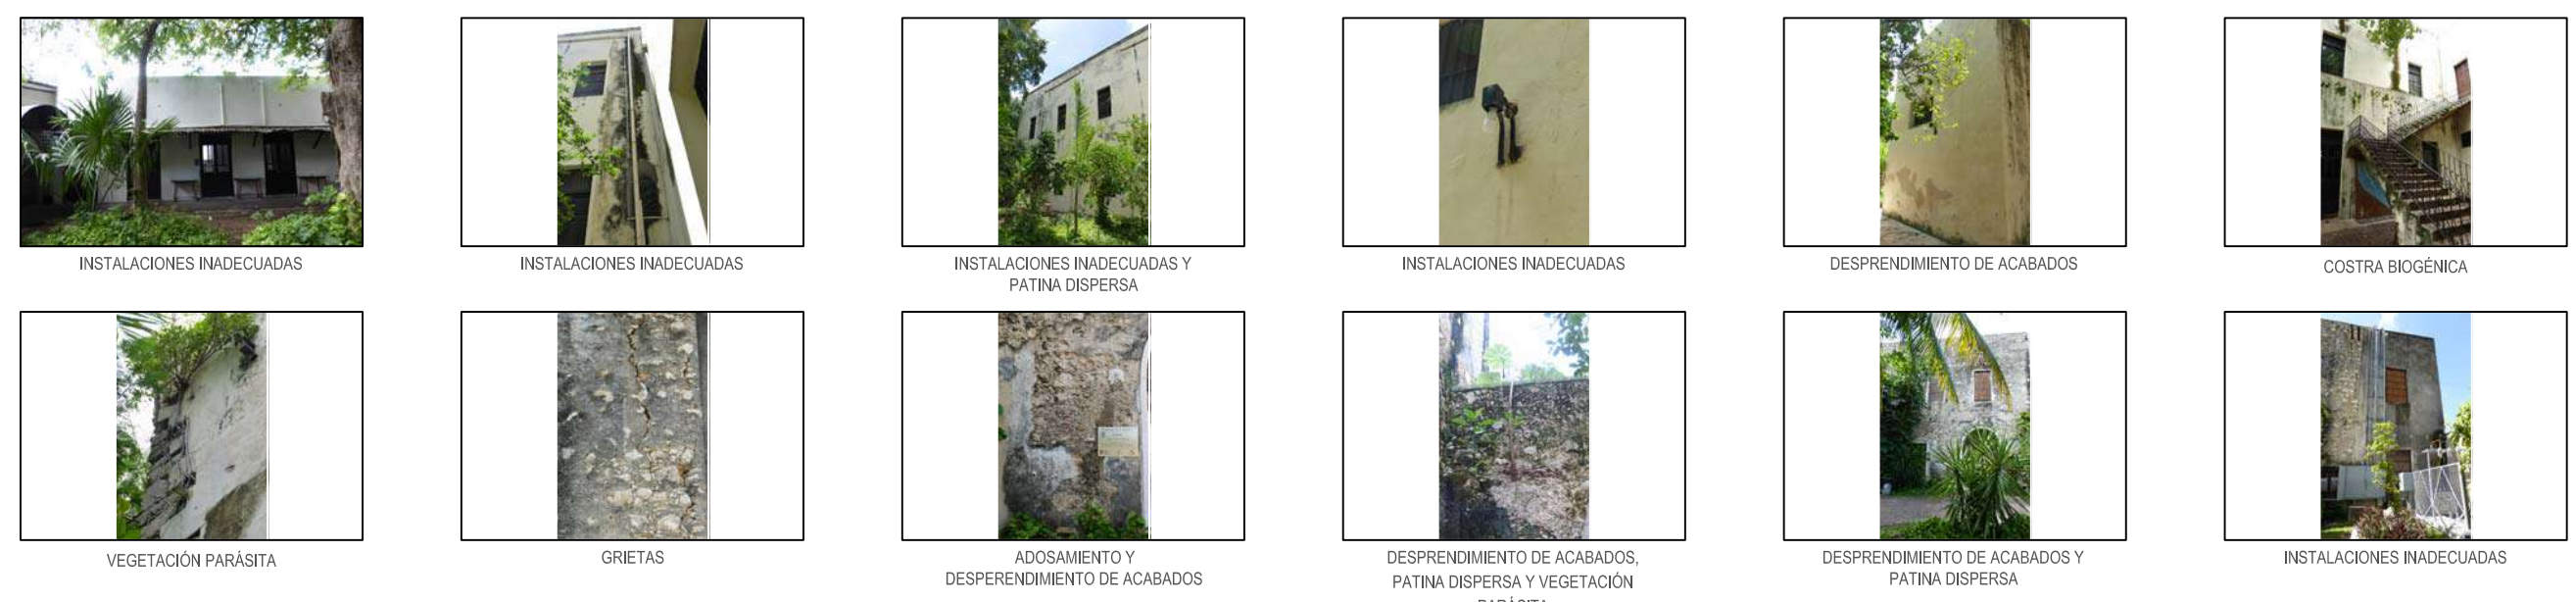 INSTALACIONES INADECUADAS
INSTALACIONES INADECUADAS
INSTALACIONES INADECUADAS Y
PATINA DISPERSA
INSTALACIONES INADECUADAS
DESPRENDIMIENTO DE ACABADOS
COSTRA BIOGÉNICA
VEGETACIÓN PARÁSITA
GRIETAS
ADOSAMIENTO Y
DESPERENDIMIENTO DE ACABADOS
DESPRENDIMIENTO DE ACABADOS,
PATINA DISPERSA Y VEGETACIÓN
PARÁSITA
DESPRENDIMIENTO DE ACABADOS Y
PATINA DISPERSA
INSTALACIONES INADECUADAS